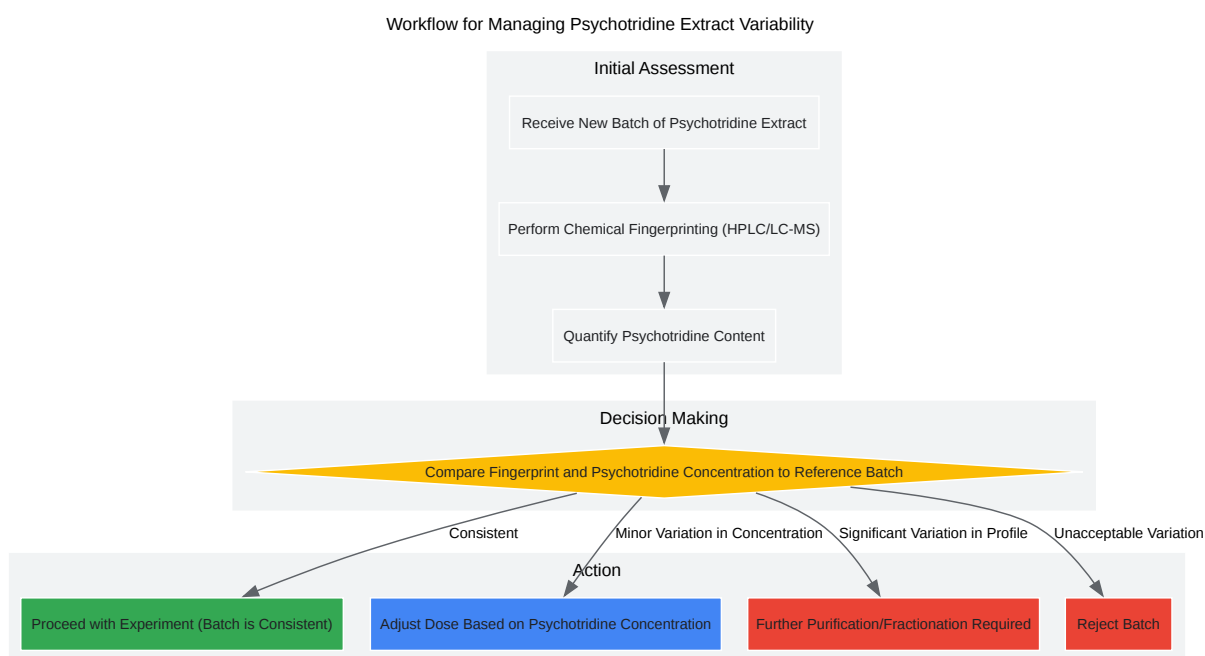 Workflow for Managing Psychotridine Extract Variability
Initial Assessment
Receive New Batch of Psychotridine Extract
Perform Chemical Fingerprinting (HPLC/LC-MS)
Quantify Psychotridine Content
Decision Making
Compare Fingerprint and Psychotridine Concentration to Reference Batch
Consistent
Minor Variation in Concentration
Significant Variation in Profile
Unacceptable Variation
Action
Proceed with Experiment (Batch is Consistent)
Adjust Dose Based on Psychotridine Concentration
Further Purification/Fractionation Required
Reject Batch